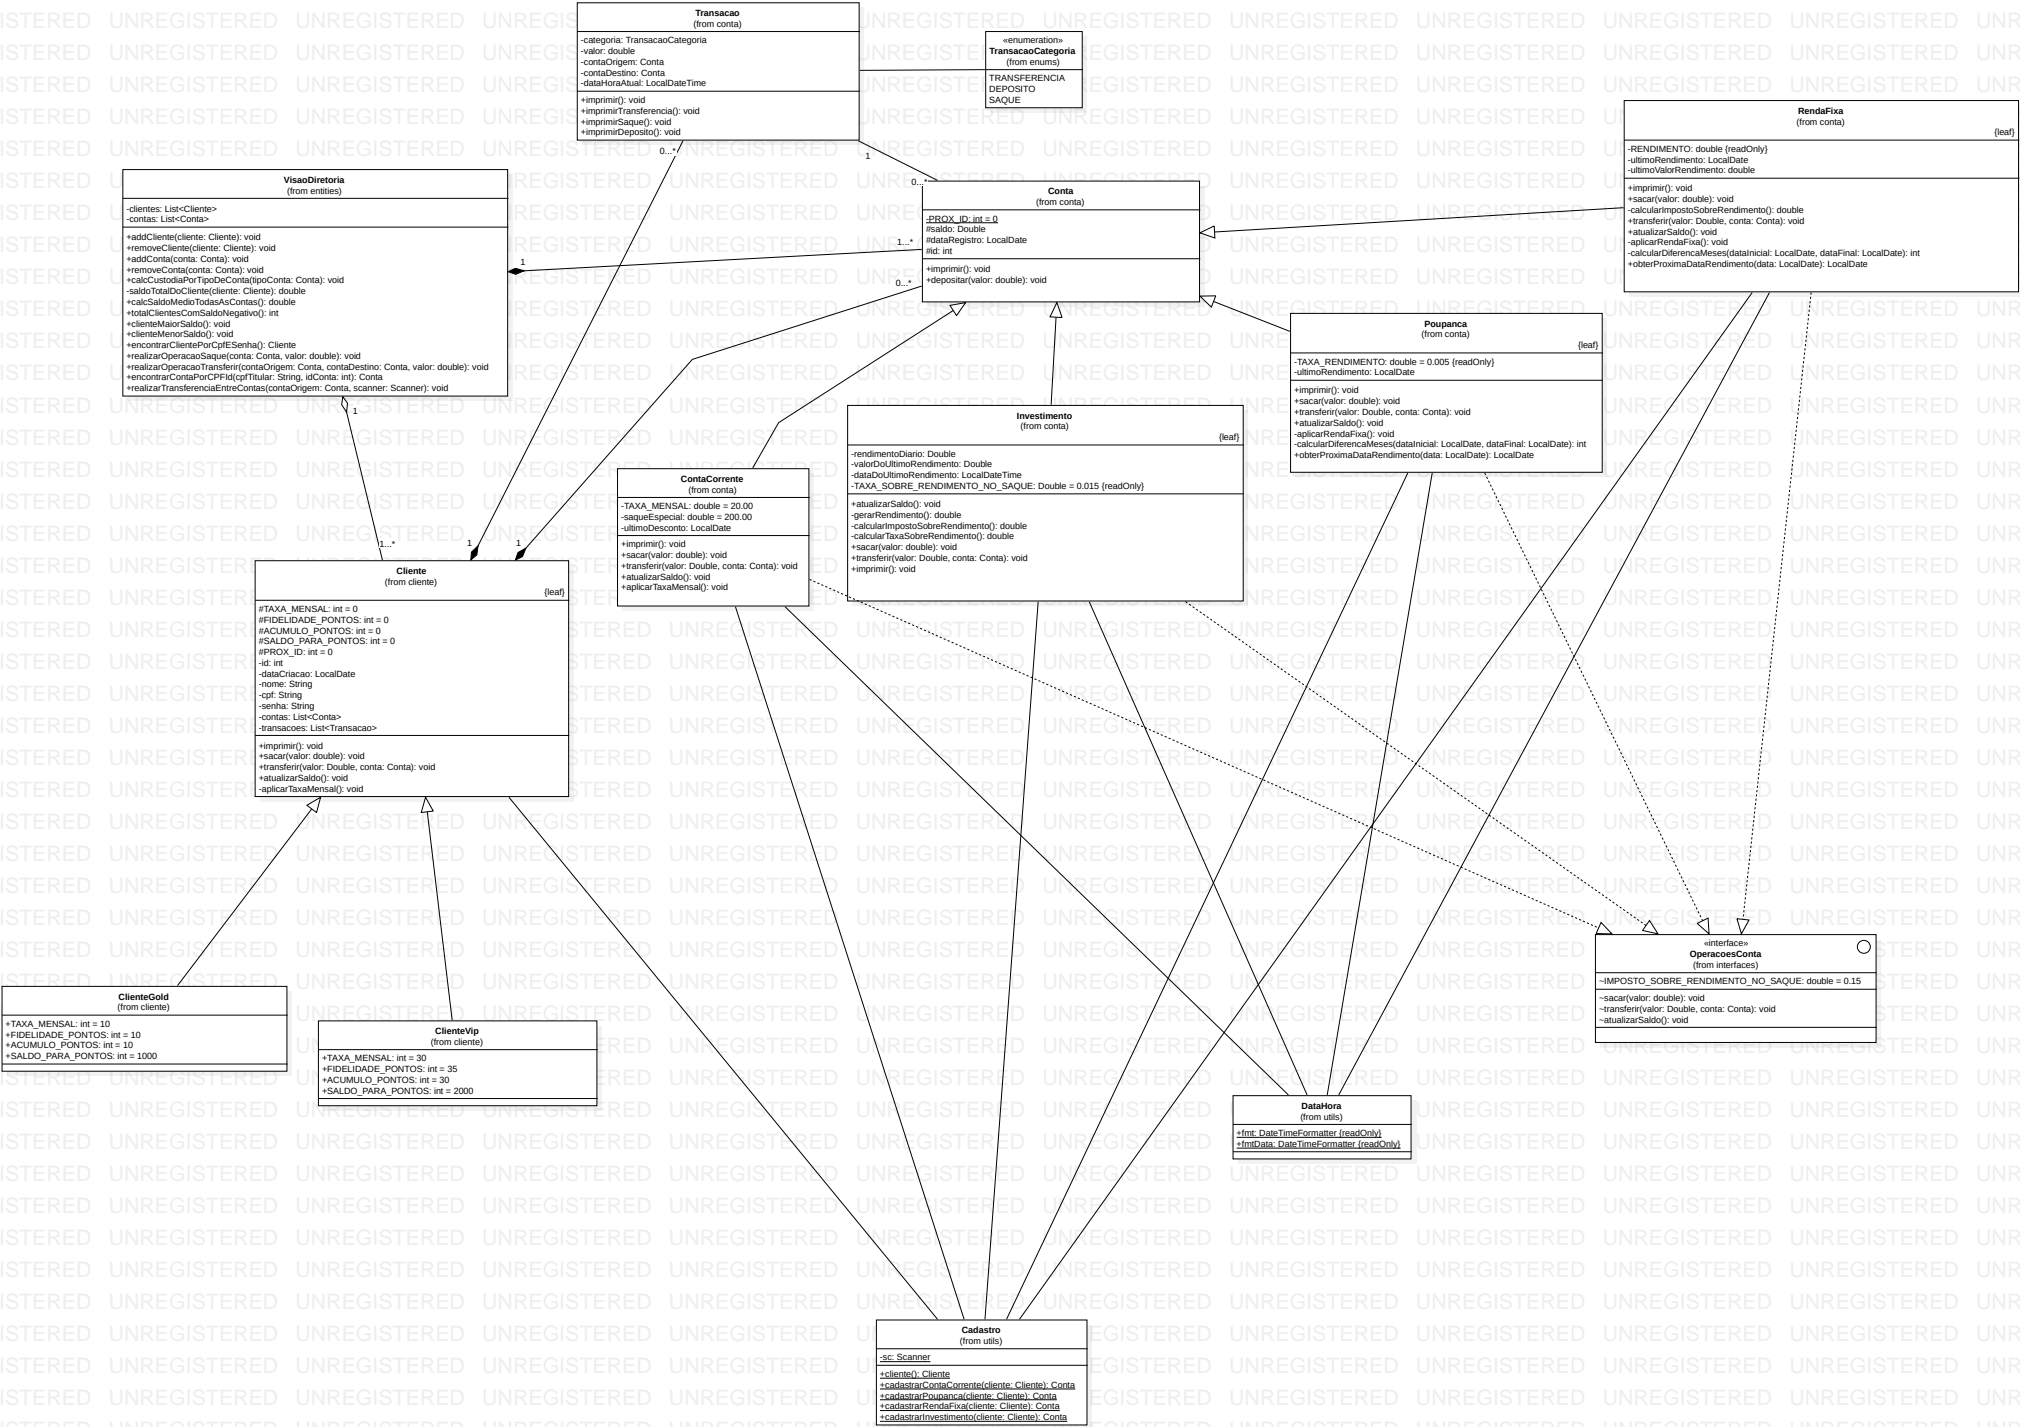 Transacao
(from conta)
-categoria: TransacaoCategoria
-valor: double
-contaOrigem: Conta
-contaDestino: Conta
-dataHoraAtual: LocalDateTime
+imprimir(): void
+imprimirTransferencia(): void
+imprimirSaque(): void
+imprimirDeposito(): void
«enumeration»
TransacaoCategoria
(from enums)
TRANSFERENCIA
DEPOSITO
SAQUE
RendaFixa
(from conta)
{leaf}
-RENDIMENTO: double {readOnly}
-ultimoRendimento: LocalDate
-ultimoValorRendimento: double
+imprimir(): void
+sacar(valor: double): void
-calcularImpostoSobreRendimento(): double
+transferir(valor: Double, conta: Conta): void
+atualizarSaldo(): void
-aplicarRendaFixa(): void
-calcularDiferencaMeses(dataInicial: LocalDate, dataFinal: LocalDate): int
+obterProximaDataRendimento(data: LocalDate): LocalDate
0...*
1
0...*
VisaoDiretoria
(from entities)
-clientes: List<Cliente>
-contas: List<Conta>
+addCliente(cliente: Cliente): void
+removeCliente(cliente: Cliente): void
+addConta(conta: Conta): void
+removeConta(conta: Conta): void
+calcCustodiaPorTipoDeConta(tipoConta: Conta): void
-saldoTotalDoCliente(cliente: Cliente): double
+calcSaldoMedioTodasAsContas(): double
+totalClientesComSaldoNegativo(): int
+clienteMaiorSaldo(): void
+clienteMenorSaldo(): void
+encontrarClientePorCpfESenha(): Cliente
+realizarOperacaoSaque(conta: Conta, valor: double): void
+realizarOperacaoTransferir(contaOrigem: Conta, contaDestino: Conta, valor: double): void
+encontrarContaPorCPFId(cpfTitular: String, idConta: int): Conta
+realizarTransferenciaEntreContas(contaOrigem: Conta, scanner: Scanner): void
Conta
(from conta)
-PROX_ID: int = 0
#saldo: Double
#dataRegistro: LocalDate
#id: int
+imprimir(): void
+depositar(valor: double): void
1...*
1
0...*
1
Poupanca
(from conta)
{leaf}
-TAXA_RENDIMENTO: double = 0.005 {readOnly}
-ultimoRendimento: LocalDate
+imprimir(): void
+sacar(valor: double): void
+transferir(valor: Double, conta: Conta): void
+atualizarSaldo(): void
-aplicarRendaFixa(): void
-calcularDiferencaMeses(dataInicial: LocalDate, dataFinal: LocalDate): int
+obterProximaDataRendimento(data: LocalDate): LocalDate
Investimento
(from conta)
{leaf}
-rendimentoDiario: Double
-valorDoUltimoRendimento: Double
-dataDoUltimoRendimento: LocalDateTime
-TAXA_SOBRE_RENDIMENTO_NO_SAQUE: Double = 0.015 {readOnly}
+atualizarSaldo(): void
-gerarRendimento(): double
-calcularImpostoSobreRendimento(): double
-calcularTaxaSobreRendimento(): double
+sacar(valor: double): void
+transferir(valor: Double, conta: Conta): void
+imprimir(): void
ContaCorrente
(from conta)
-TAXA_MENSAL: double = 20.00
-saqueEspecial: double = 200.00
-ultimoDesconto: LocalDate
+imprimir(): void
+sacar(valor: double): void
+transferir(valor: Double, conta: Conta): void
+atualizarSaldo(): void
+aplicarTaxaMensal(): void
1...*
1
1
Cliente
(from cliente)
{leaf}
#TAXA_MENSAL: int = 0
#FIDELIDADE_PONTOS: int = 0
#ACUMULO_PONTOS: int = 0
#SALDO_PARA_PONTOS: int = 0
#PROX_ID: int = 0
-id: int
-dataCriacao: LocalDate
-nome: String
-cpf: String
-senha: String
-contas: List<Conta>
-transacoes: List<Transacao>
+imprimir(): void
+sacar(valor: double): void
+transferir(valor: Double, conta: Conta): void
+atualizarSaldo(): void
-aplicarTaxaMensal(): void
«interface»
OperacoesConta
(from interfaces)
~IMPOSTO_SOBRE_RENDIMENTO_NO_SAQUE: double = 0.15
~sacar(valor: double): void
~transferir(valor: Double, conta: Conta): void
~atualizarSaldo(): void
ClienteGold
(from cliente)
+TAXA_MENSAL: int = 10
+FIDELIDADE_PONTOS: int = 10
+ACUMULO_PONTOS: int = 10
+SALDO_PARA_PONTOS: int = 1000
ClienteVip
(from cliente)
+TAXA_MENSAL: int = 30
+FIDELIDADE_PONTOS: int = 35
+ACUMULO_PONTOS: int = 30
+SALDO_PARA_PONTOS: int = 2000
DataHora
(from utils)
+fmt: DateTimeFormatter {readOnly}
+fmtData: DateTimeFormatter {readOnly}
Cadastro
(from utils)
-sc: Scanner
+cliente(): Cliente
+cadastrarContaCorrente(cliente: Cliente): Conta
+cadastrarPoupanca(cliente: Cliente): Conta
+cadastrarRendaFixa(cliente: Cliente): Conta
+cadastrarInvestimento(cliente: Cliente): Conta
UNREGISTERED